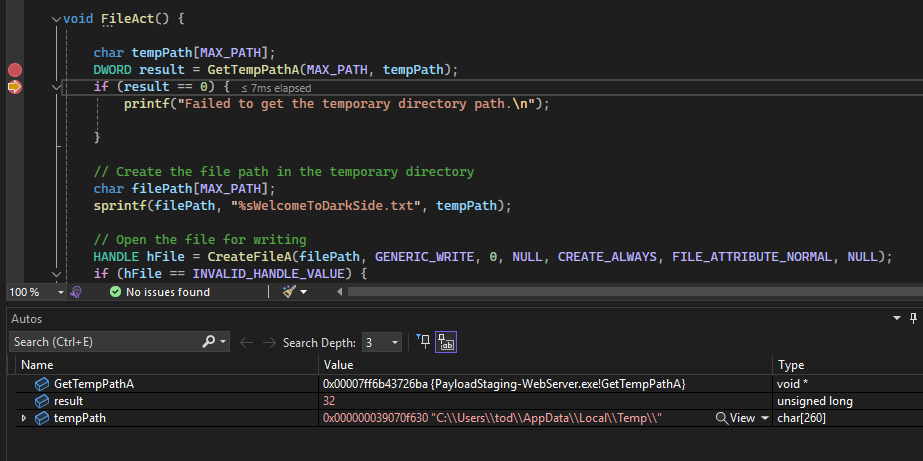 void FileAct() {
char tempPath[MAX_PATH];
DWORD result = GetTempPathA(MAX_PATH, tempPath);
if (result == 0) { ≤ 7ms elapsed
printf("Failed to get the temporary directory path.\n");
}
// Create the file path in the temporary directory
char filePath[MAX_PATH];
sprintf(filePath, "%sWelcomeToDarkSide.txt", tempPath);
// Open the file for writing
HANDLE hFile = CreateFileA(filePath, GENERIC_WRITE, 0, NULL, CREATE_ALWAYS, FILE_ATTRIBUTE_NORMAL, NULL);
if (hFile == INVALID_HANDLE_VALUE) {
100 % No issues found
Autos
Search (Ctrl+E) Search Depth: 3
Name Value Type
GetTempPathA 0x00007ff6b43726ba {PayloadStaging-WebServer.exe!GetTempPathA} void *
result 32 unsigned long
tempPath 0x000000039070f630 "C:\\Users\\tod\\AppData\\Local\\Temp\\" View char[260]